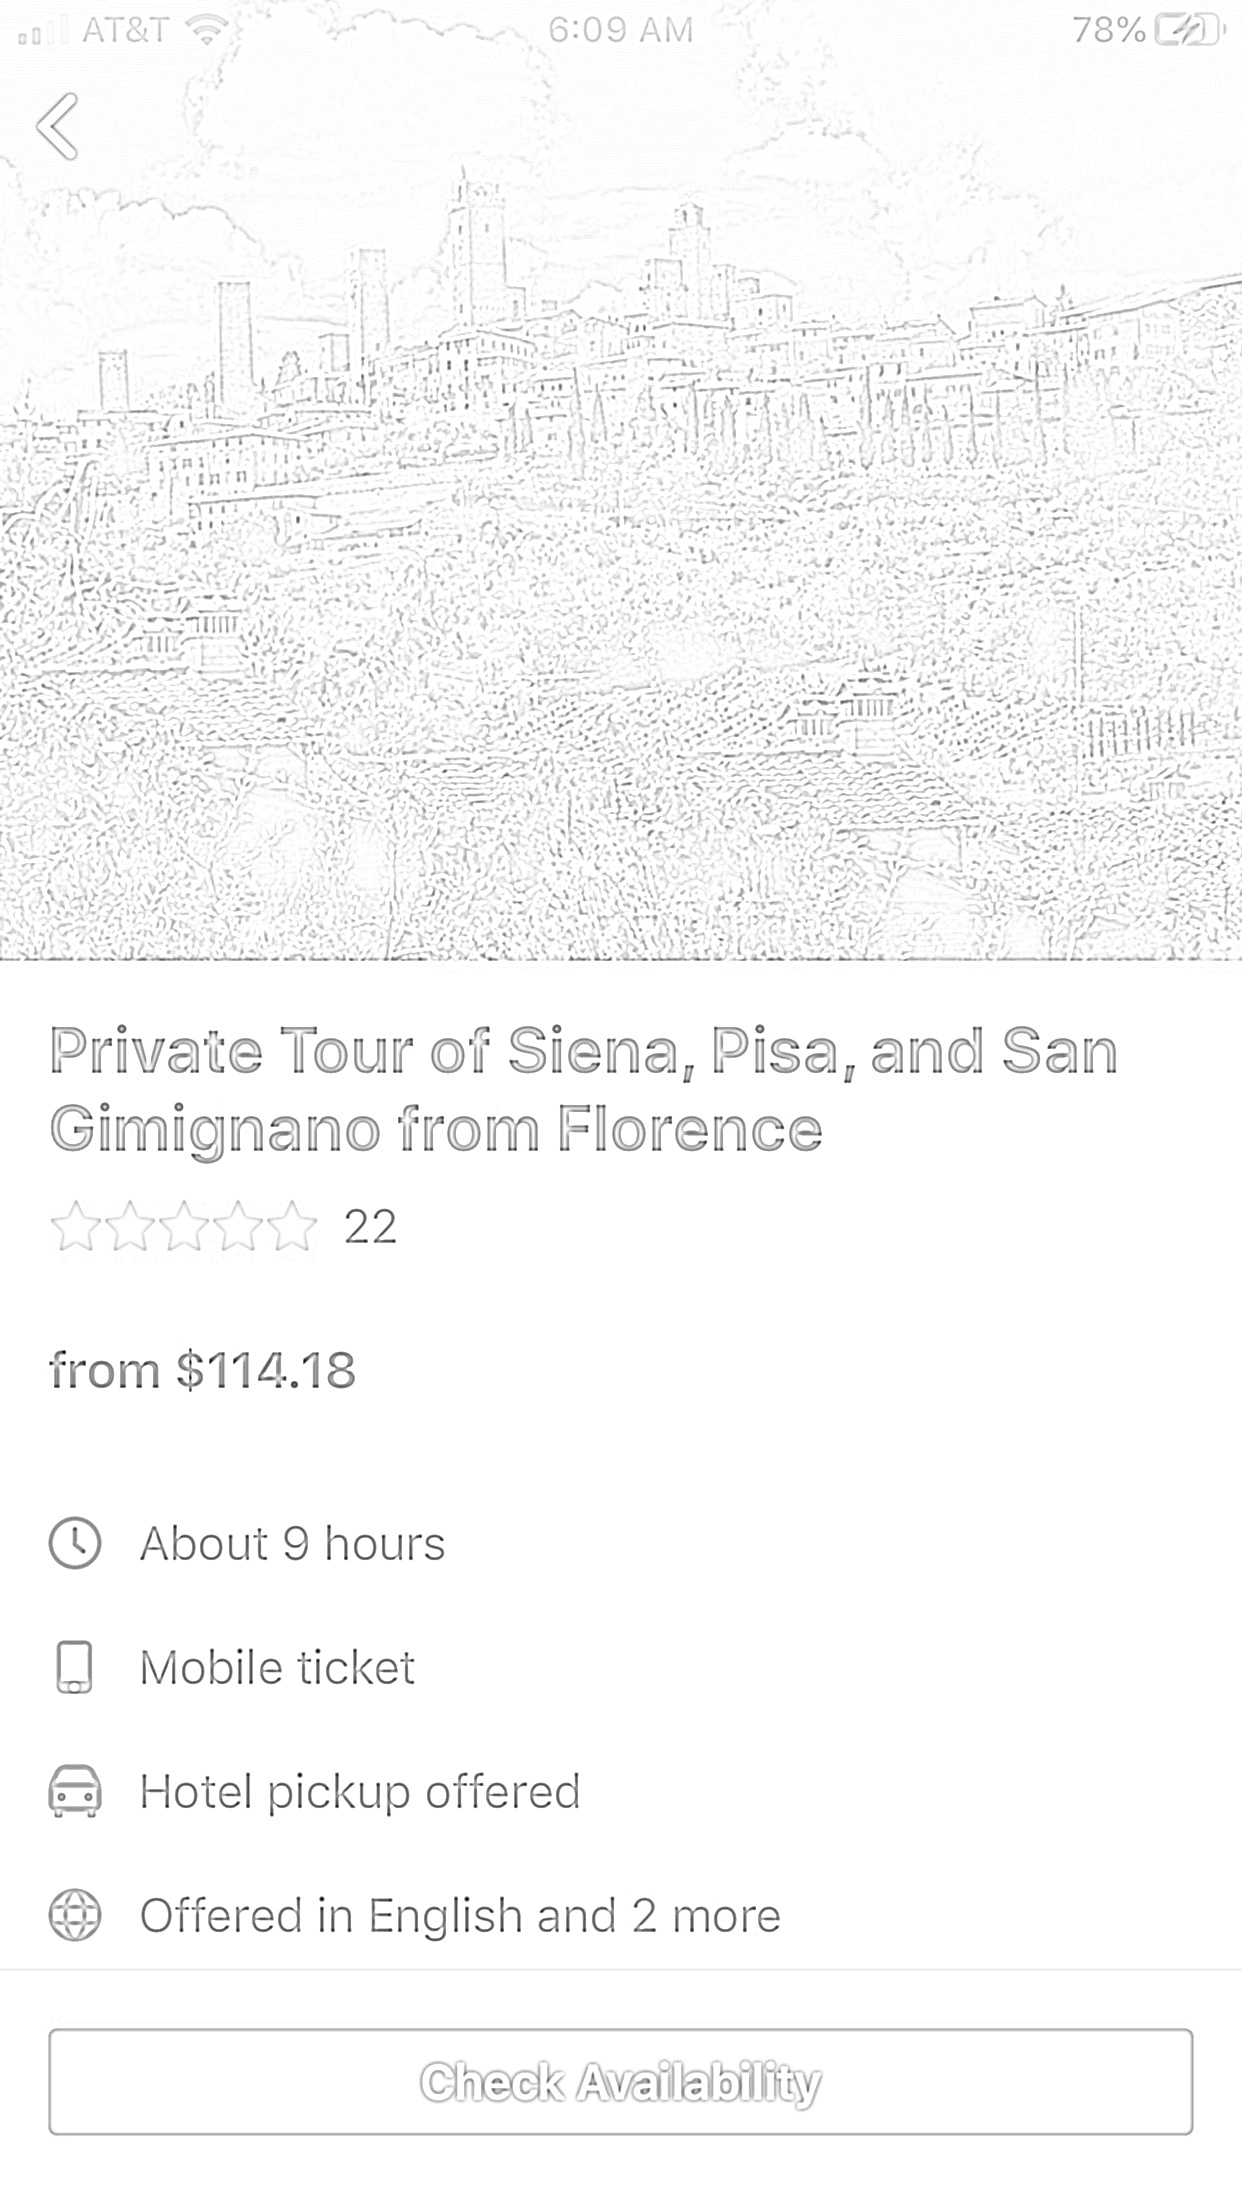 AT&T 6:09 AM 78%
Private Tour of Siena, Pisa, and San
Gimignano from Florence
22
from $114.18
About 9 hours
Mobile ticket
Hotel pickup offered
Offered in English and 2 more
Check Availability